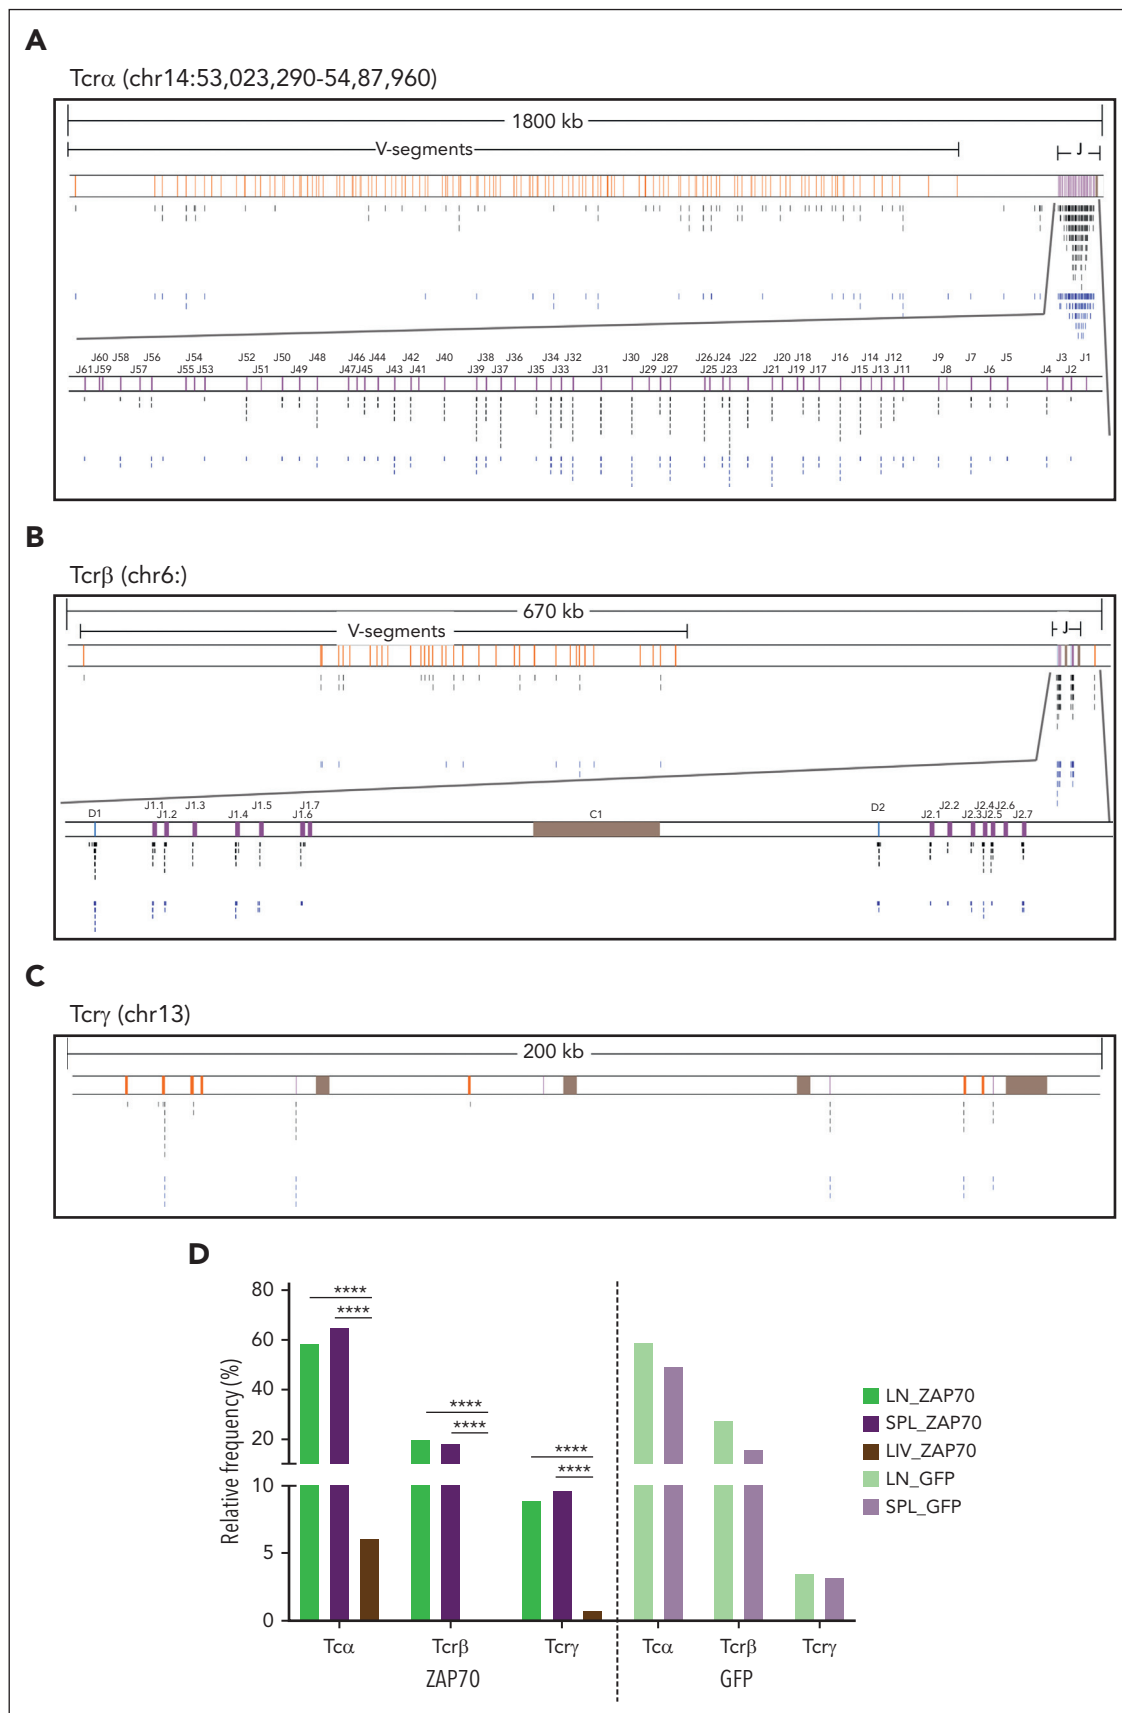 A
Tcrα (chr14:53,023,290-54,87,960)
1800 kb
V-segments
J
J60 J58 J56 J54 J52 J50 J48 J46 J44 J42 J40 J38 J36 J34 J32 J30 J28 J26 J24 J22 J20 J18 J16 J14 J12 J9 J7 J5 J3 J1
J61 J59 J57 J55 J53 J51 J49 J47 J45 J43 J41 J39 J37 J35 J33 J31 J29 J27 J25 J23 J21 J19 J17 J15 J13 J11 J8 J6 J4 J2
B
Tcrβ (chr6:)
670 kb
V-segments
J
J1.1 J1.3 J1.5 J1.7 J2.2 J2.4 J2.6
D1 J1.2 J1.4 J1.6 C1 D2 J2.1 J2.3 J2.5 J2.7
C
Tcrγ (chr13)
200 kb
D
Relative frequency (%)
80
60
40
20
10
5
0
**** **** **** **** **** ****
LN_ZAP70
SPL_ZAP70
LIV_ZAP70
LN_GFP
SPL_GFP
Tcα Tcrβ Tcrγ Tcα Tcrβ Tcrγ
ZAP70 GFP